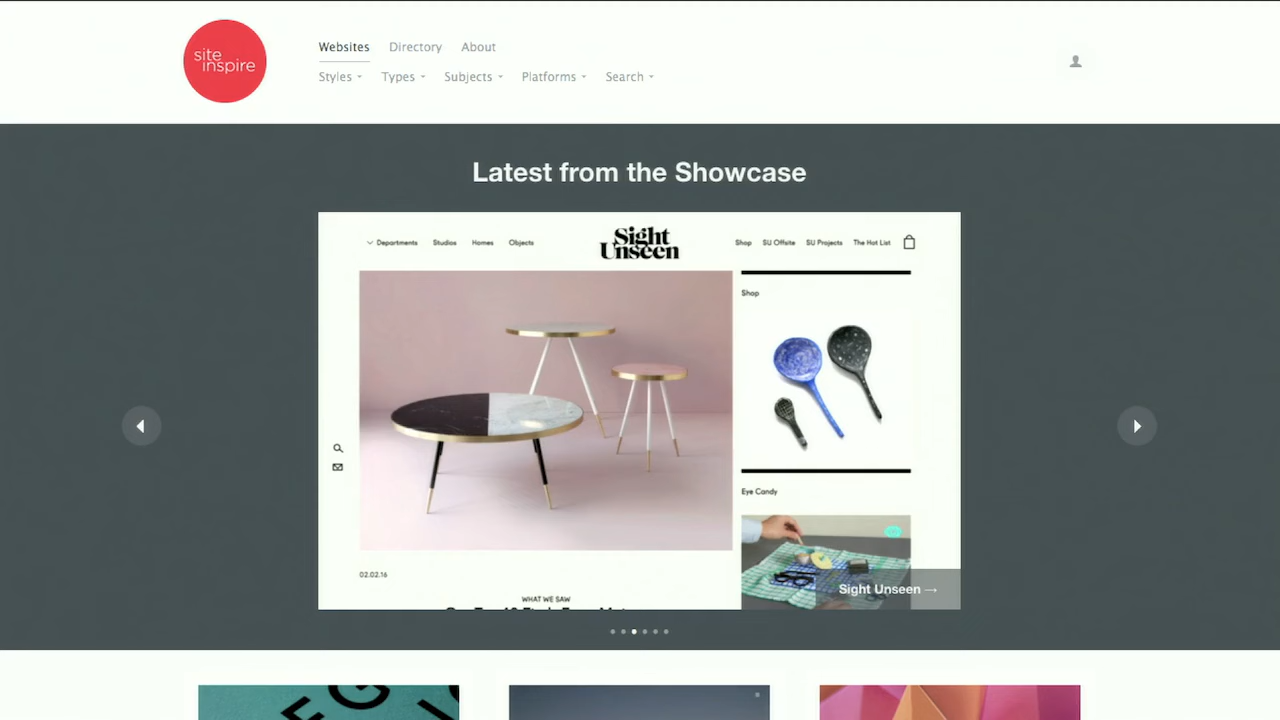 site
inspire
Websites Directory About
Styles Types Subjects Platforms Search
Latest from the Showcase
Departments Studios Homes Objects
Sight
Unseen
Shop SU Offsite SU Projects The Hot List
Shop
Eye Candy
02.02.16
WHAT WE SAW
Sight Unseen →